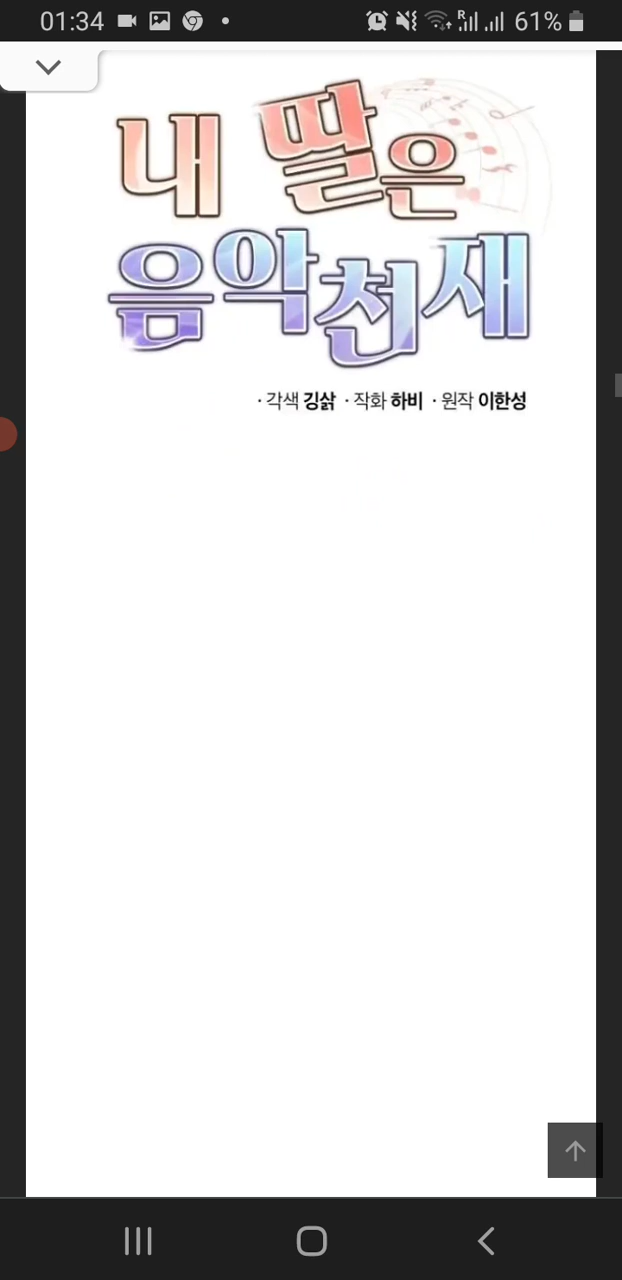 01:34
R
61%
내 딸은
음악천재
· 각색 깅삵 · 작화 하비 · 원작 이한성